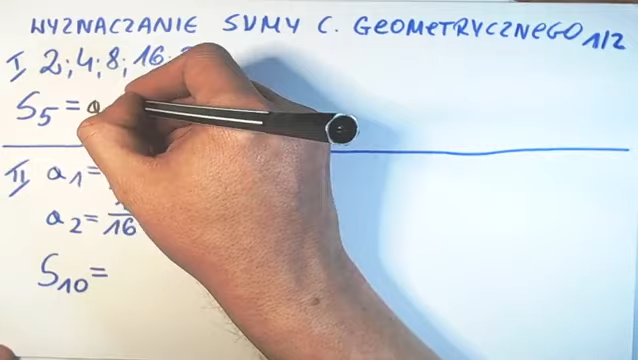 WYZNACZANIE SUMY C. GEOMETRYCZNEGO 1/2
I, 2; 4; 8; 16;
S₅ = a
II, a₁ =
a₂ = /16
S₁₀ =